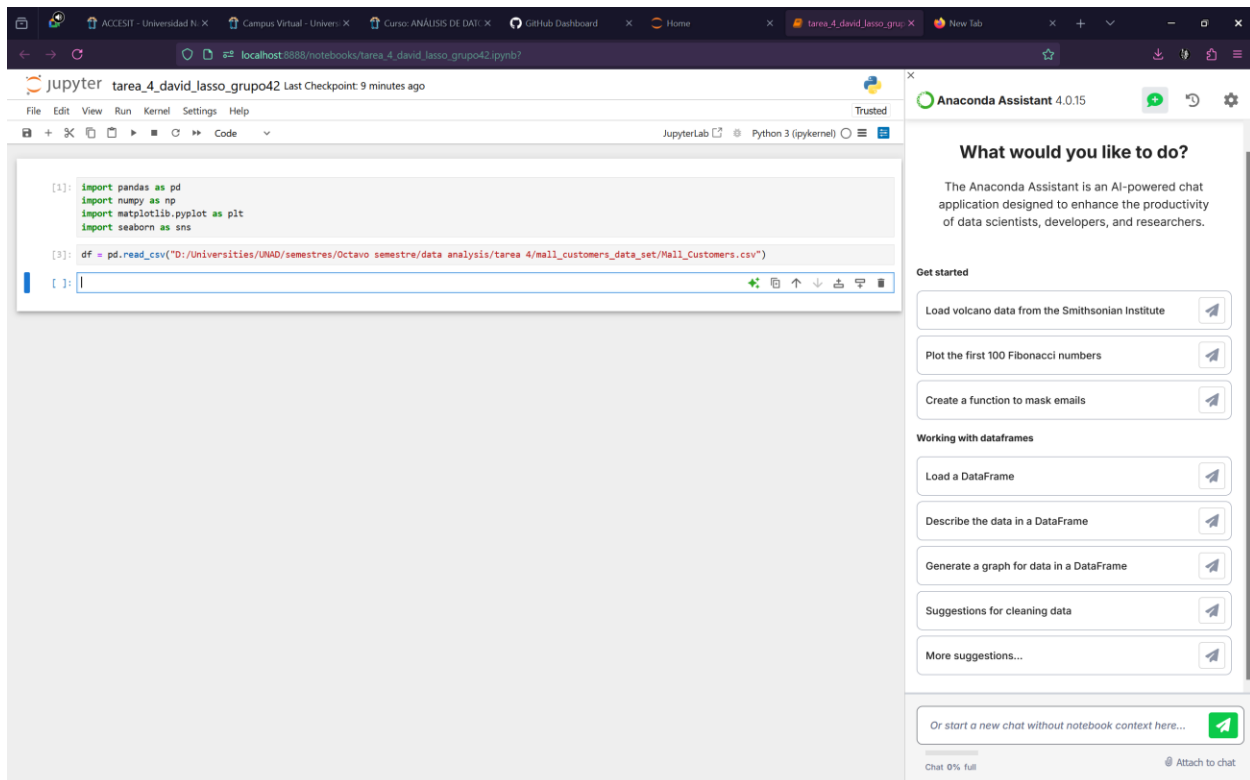 ACCESIT - Universidad Na
Campus Virtual - Univers
Curso: ANÁLISIS DE DAT
GitHub Dashboard
Home
tarea_4_david_lasso_grup
New Tab
localhost:8888/notebooks/tarea_4_david_lasso_grupo42.ipynb?
jupyter tarea_4_david_lasso_grupo42 Last Checkpoint: 9 minutes ago
File Edit View Run Kernel Settings Help
Trusted
Code
JupyterLab
Python 3 (ipykernel)
[1]: import pandas as pd
import numpy as np
import matplotlib.pyplot as plt
import seaborn as sns
[3]: df = pd.read_csv("D:/Universities/UNAD/semestres/Octavo semestre/data analysis/tarea 4/mall_customers_data_set/Mall_Customers.csv")
[ ]:
Anaconda Assistant 4.0.15
What would you like to do?
The Anaconda Assistant is an AI-powered chat
application designed to enhance the productivity
of data scientists, developers, and researchers.
Get started
Load volcano data from the Smithsonian Institute
Plot the first 100 Fibonacci numbers
Create a function to mask emails
Working with dataframes
Load a DataFrame
Describe the data in a DataFrame
Generate a graph for data in a DataFrame
Suggestions for cleaning data
More suggestions...
Or start a new chat without notebook context here...
Chat 0% full
Attach to chat